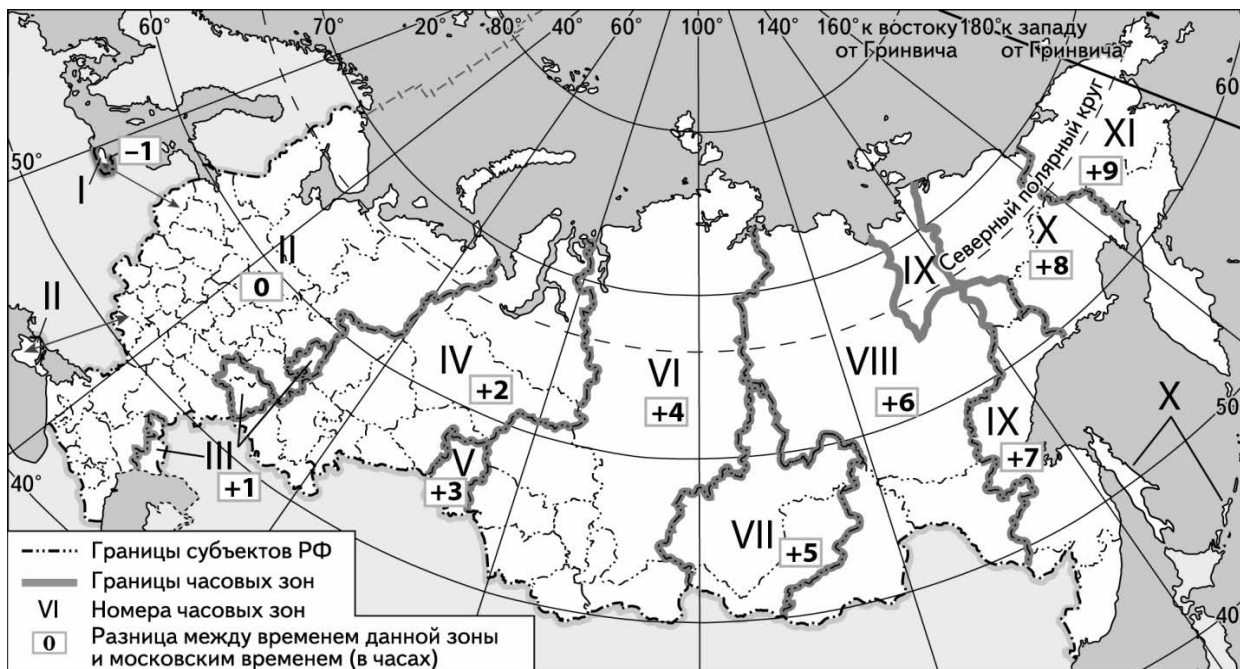 60°
70°
20°
80°
100°
140°
160° к востоку
от Гринвича
180° к западу
от Гринвича
60°
50°
40°
50°
40°
Северный полярный круг
I
–1
II
II
0
III
+1
IV
+2
V
+3
VI
+4
VII
+5
VIII
+6
IX
IX
+7
X
+8
X
XI
+9
Границы субъектов РФ
Границы часовых зон
VI Номера часовых зон
0 Разница между временем данной зоны
и московским временем (в часах)